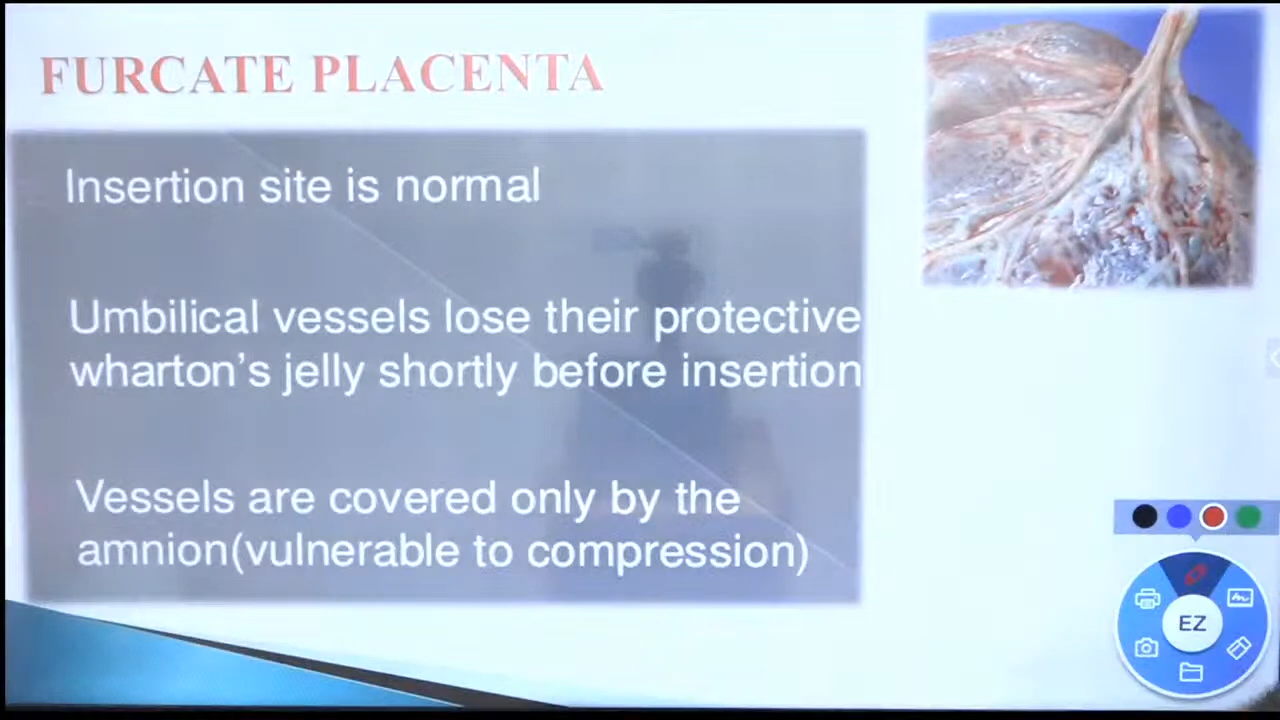 FURCATE PLACENTA
Insertion site is normal
Umbilical vessels lose their protective
wharton's jelly shortly before insertion
Vessels are covered only by the
amnion(vulnerable to compression)
EZ